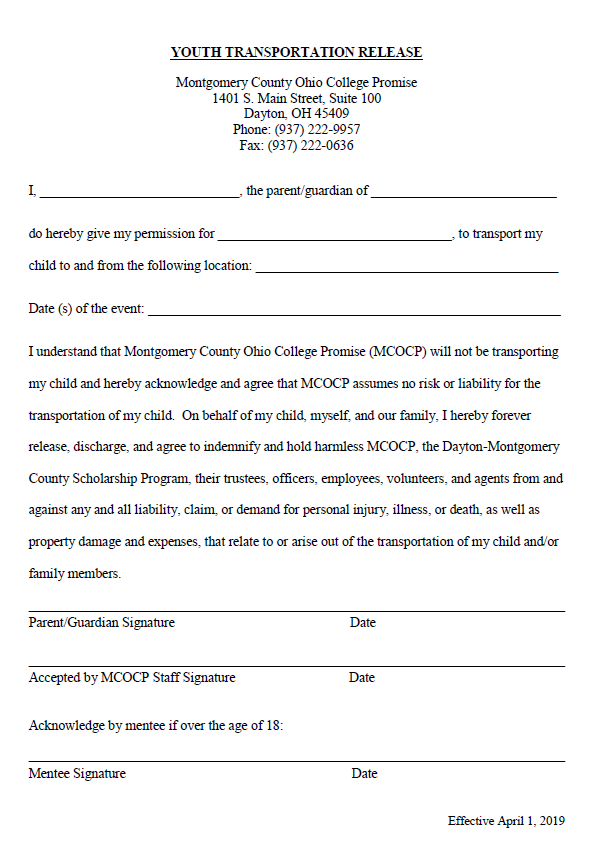 YOUTH TRANSPORTATION RELEASE
Montgomery County Ohio College Promise
1401 S. Main Street, Suite 100
Dayton, OH 45409
Phone: (937) 222-9957
Fax: (937) 222-0636
I, ____________________________, the parent/guardian of __________________________
do hereby give my permission for _________________________________, to transport my
child to and from the following location: ___________________________________________
Date (s) of the event: ___________________________________________________________
I understand that Montgomery County Ohio College Promise (MCOCP) will not be transporting
my child and hereby acknowledge and agree that MCOCP assumes no risk or liability for the
transportation of my child. On behalf of my child, myself, and our family, I hereby forever
release, discharge, and agree to indemnify and hold harmless MCOCP, the Dayton-Montgomery
County Scholarship Program, their trustees, officers, employees, volunteers, and agents from and
against any and all liability, claim, or demand for personal injury, illness, or death, as well as
property damage and expenses, that relate to or arise out of the transportation of my child and/or
family members.
Parent/Guardian Signature Date
Accepted by MCOCP Staff Signature Date
Acknowledge by mentee if over the age of 18:
Mentee Signature Date
Effective April 1, 2019